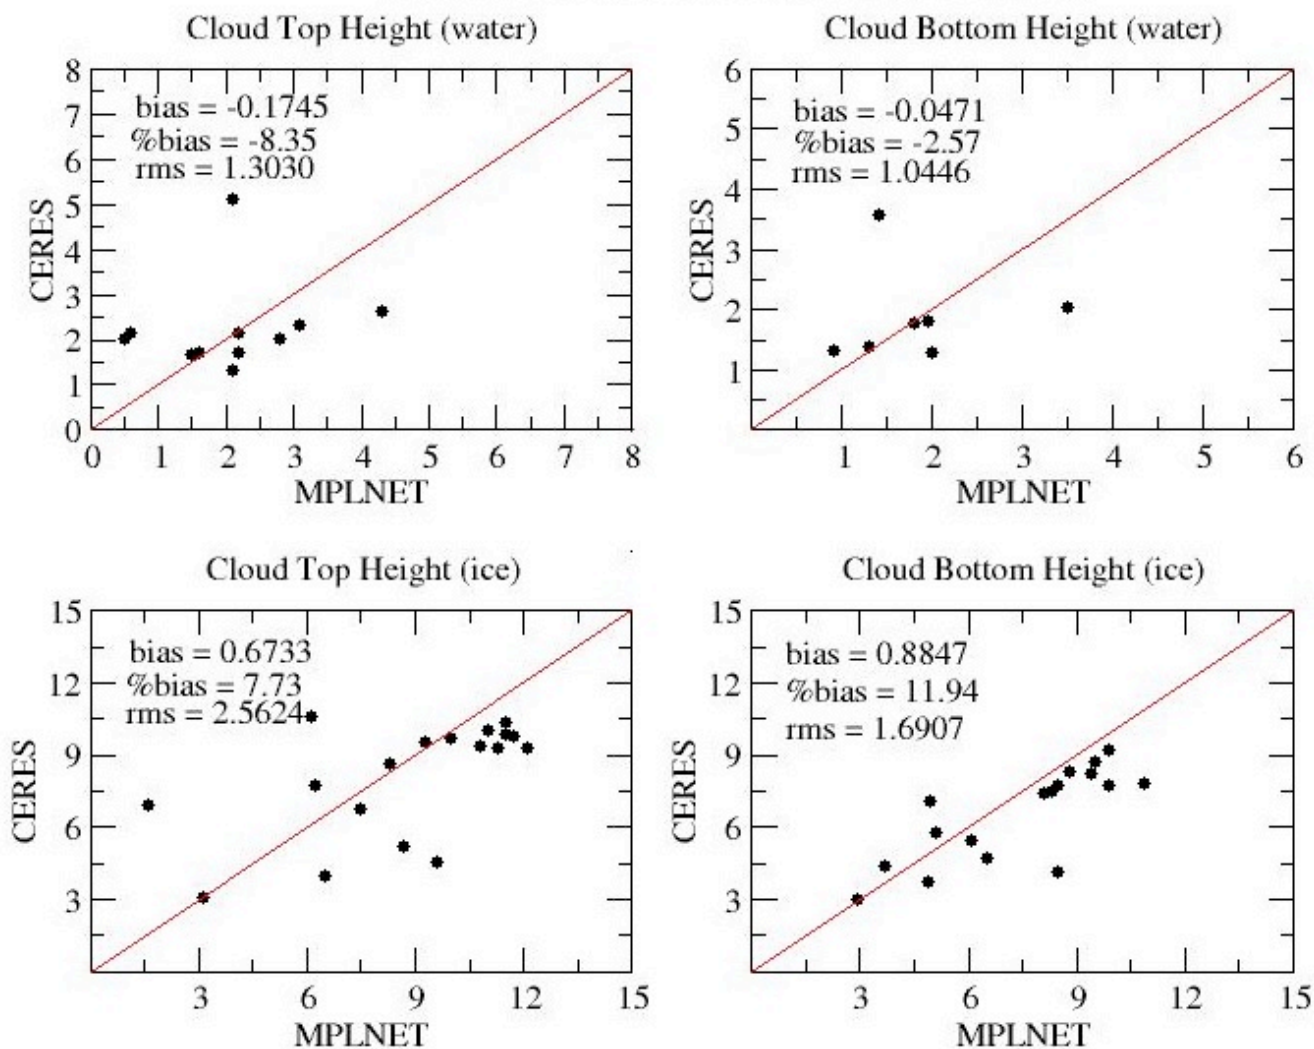 Cloud Top Height (water)
8
7
6
5
4
3
2
1
0
CERES
bias = -0.1745
%bias = -8.35
rms = 1.3030
0 1 2 3 4 5 6 7 8
MPLNET
Cloud Bottom Height (water)
6
5
4
3
2
1
CERES
bias = -0.0471
%bias = -2.57
rms = 1.0446
1 2 3 4 5 6
MPLNET
Cloud Top Height (ice)
15
12
9
6
3
CERES
bias = 0.6733
%bias = 7.73
rms = 2.5624
3 6 9 12 15
MPLNET
Cloud Bottom Height (ice)
15
12
9
6
3
CERES
bias = 0.8847
%bias = 11.94
rms = 1.6907
3 6 9 12 15
MPLNET